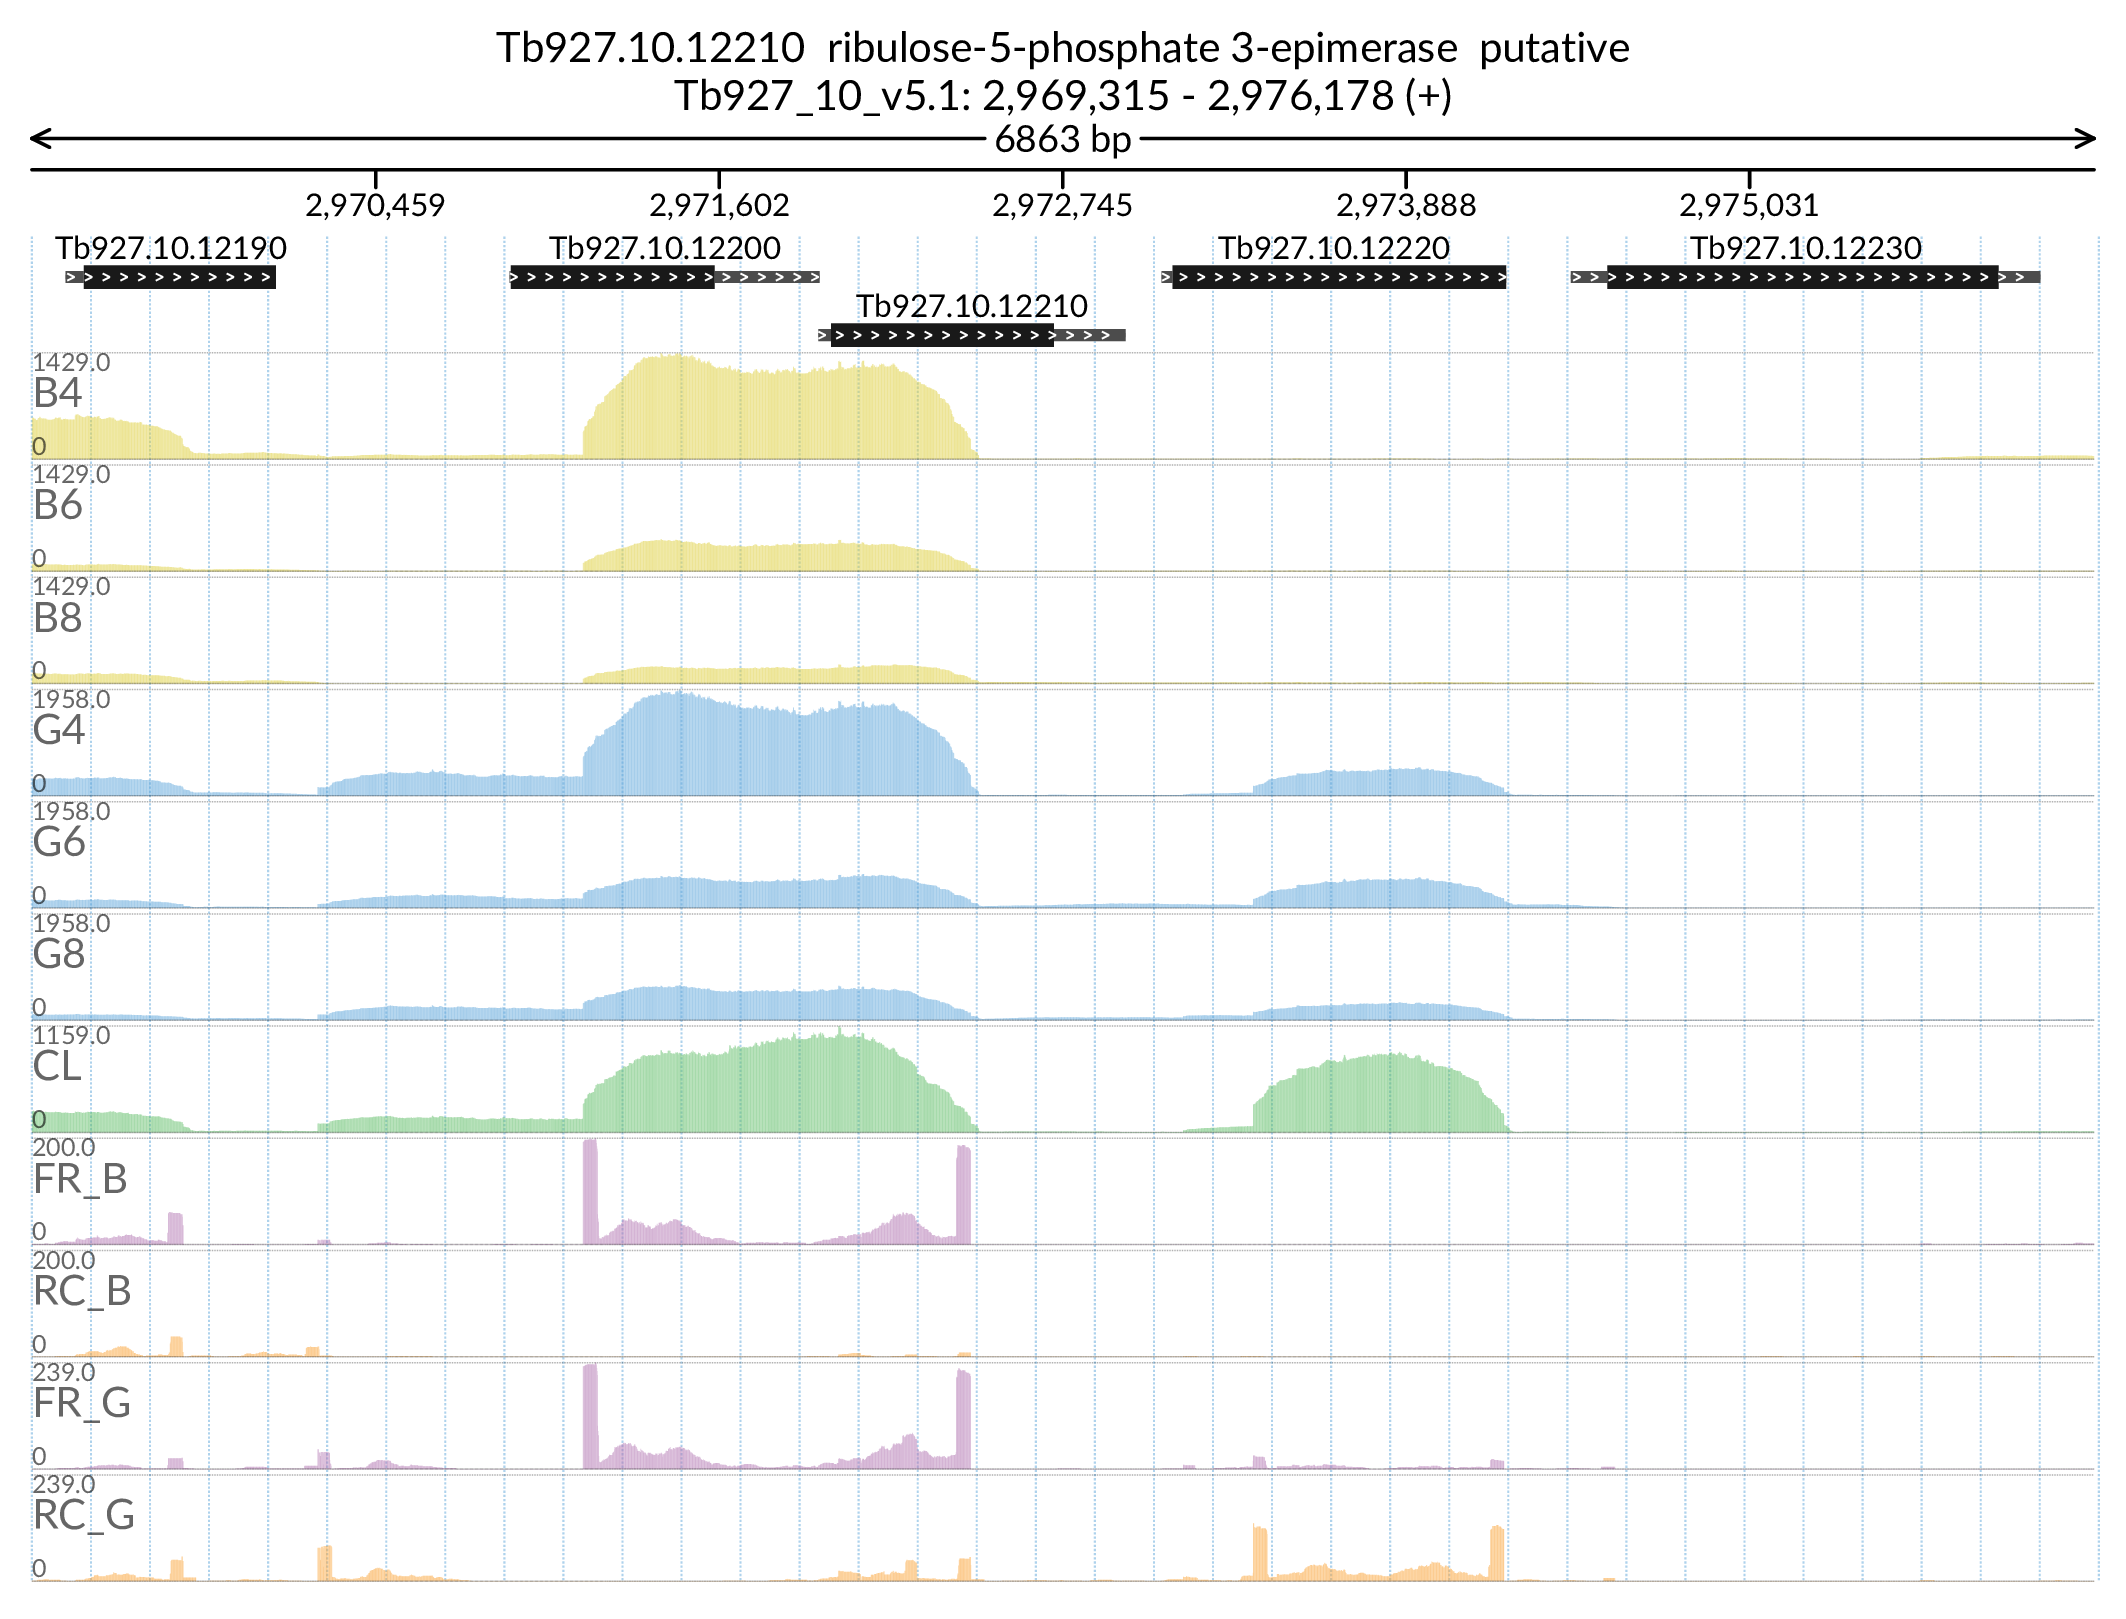 Tb927.10.12210 ribulose-5-phosphate 3-epimerase putative
Tb927_10_v5.1: 2,969,315 - 2,976,178 (+)
6863 bp
2,970,459 2,971,602 2,972,745 2,973,888 2,975,031
Tb927.10.12190 Tb927.10.12200 Tb927.10.12220 Tb927.10.12230
Tb927.10.12210
1429.0
B4
0
1429.0
B6
0
1429.0
B8
0
1958.0
G4
0
1958.0
G6
0
1958.0
G8
0
1159.0
CL
0
200.0
FR_B
0
200.0
RC_B
0
239.0
FR_G
0
239.0
RC_G
0